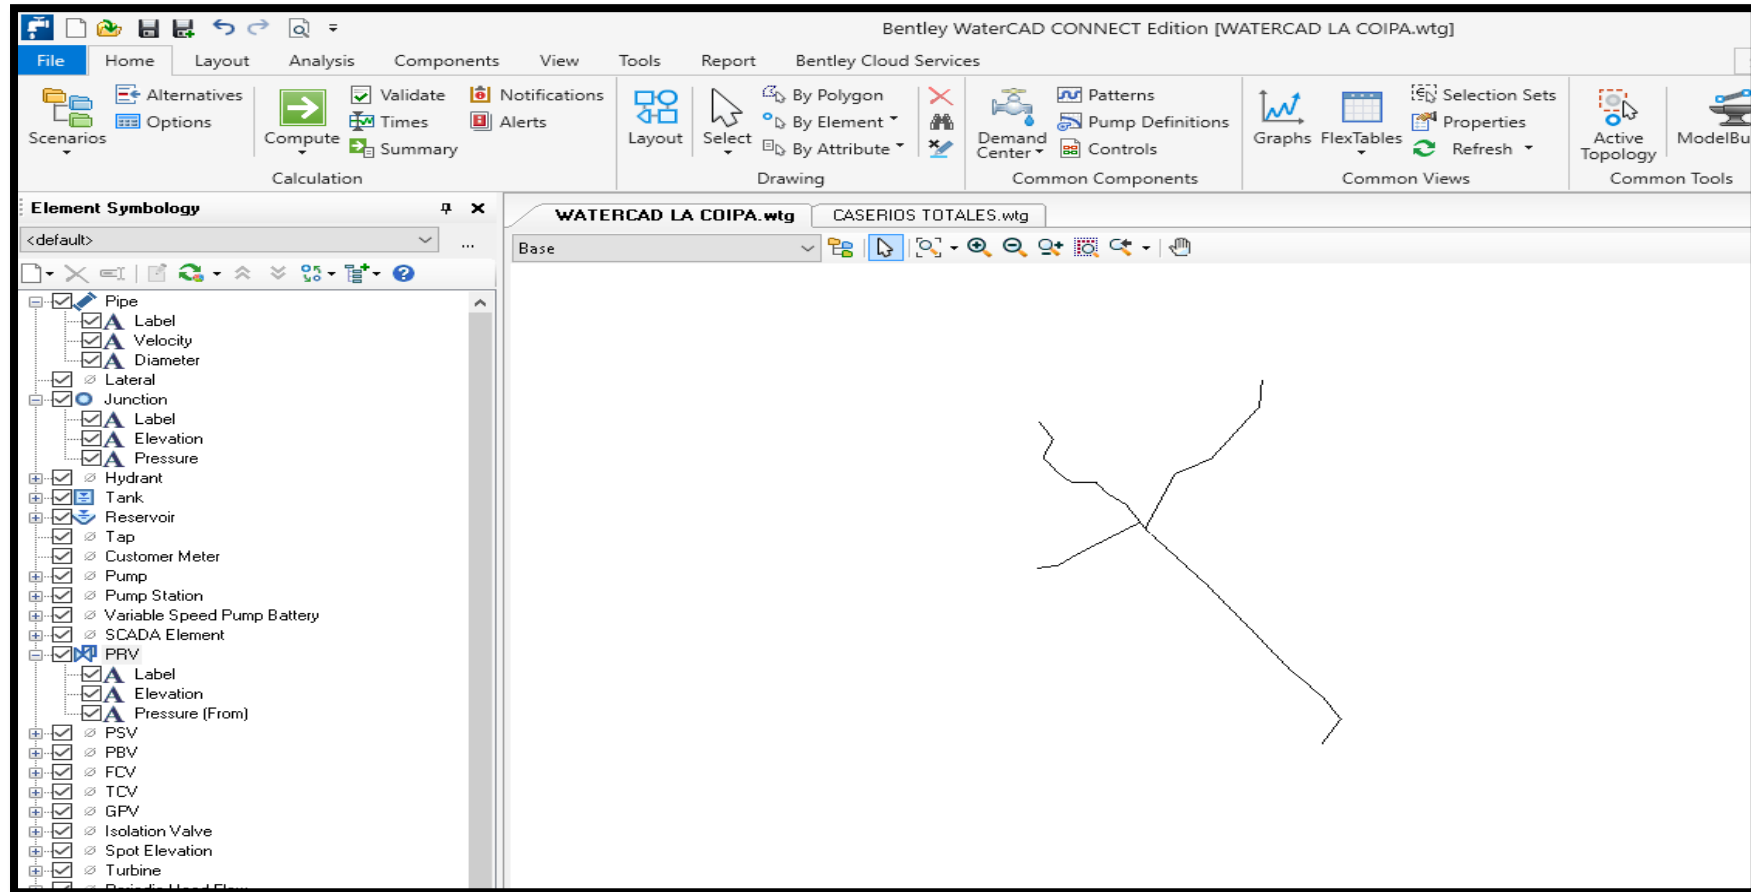 Bentley WaterCAD CONNECT Edition [WATERCAD LA COIPA.wtg]
File Home Layout Analysis Components View Tools Report Bentley Cloud Services
Scenarios
Alternatives
Options
Compute
Validate
Times
Summary
Notifications
Alerts
Calculation
Layout
Select
By Polygon
By Element
By Attribute
Drawing
Demand
Center
Patterns
Pump Definitions
Controls
Common Components
Graphs
FlexTables
Selection Sets
Properties
Refresh
Common Views
Active
Topology
ModelBu
Common Tools
Element Symbology
<default>
...
WATERCAD LA COIPA.wtg
CASERIOS TOTALES.wtg
Base
Pipe
Label
Velocity
Diameter
Lateral
Junction
Label
Elevation
Pressure
Hydrant
Tank
Reservoir
Tap
Customer Meter
Pump
Pump Station
Variable Speed Pump Battery
SCADA Element
PRV
Label
Elevation
Pressure (From)
PSV
PBV
FCV
TCV
GPV
Isolation Valve
Spot Elevation
Turbine